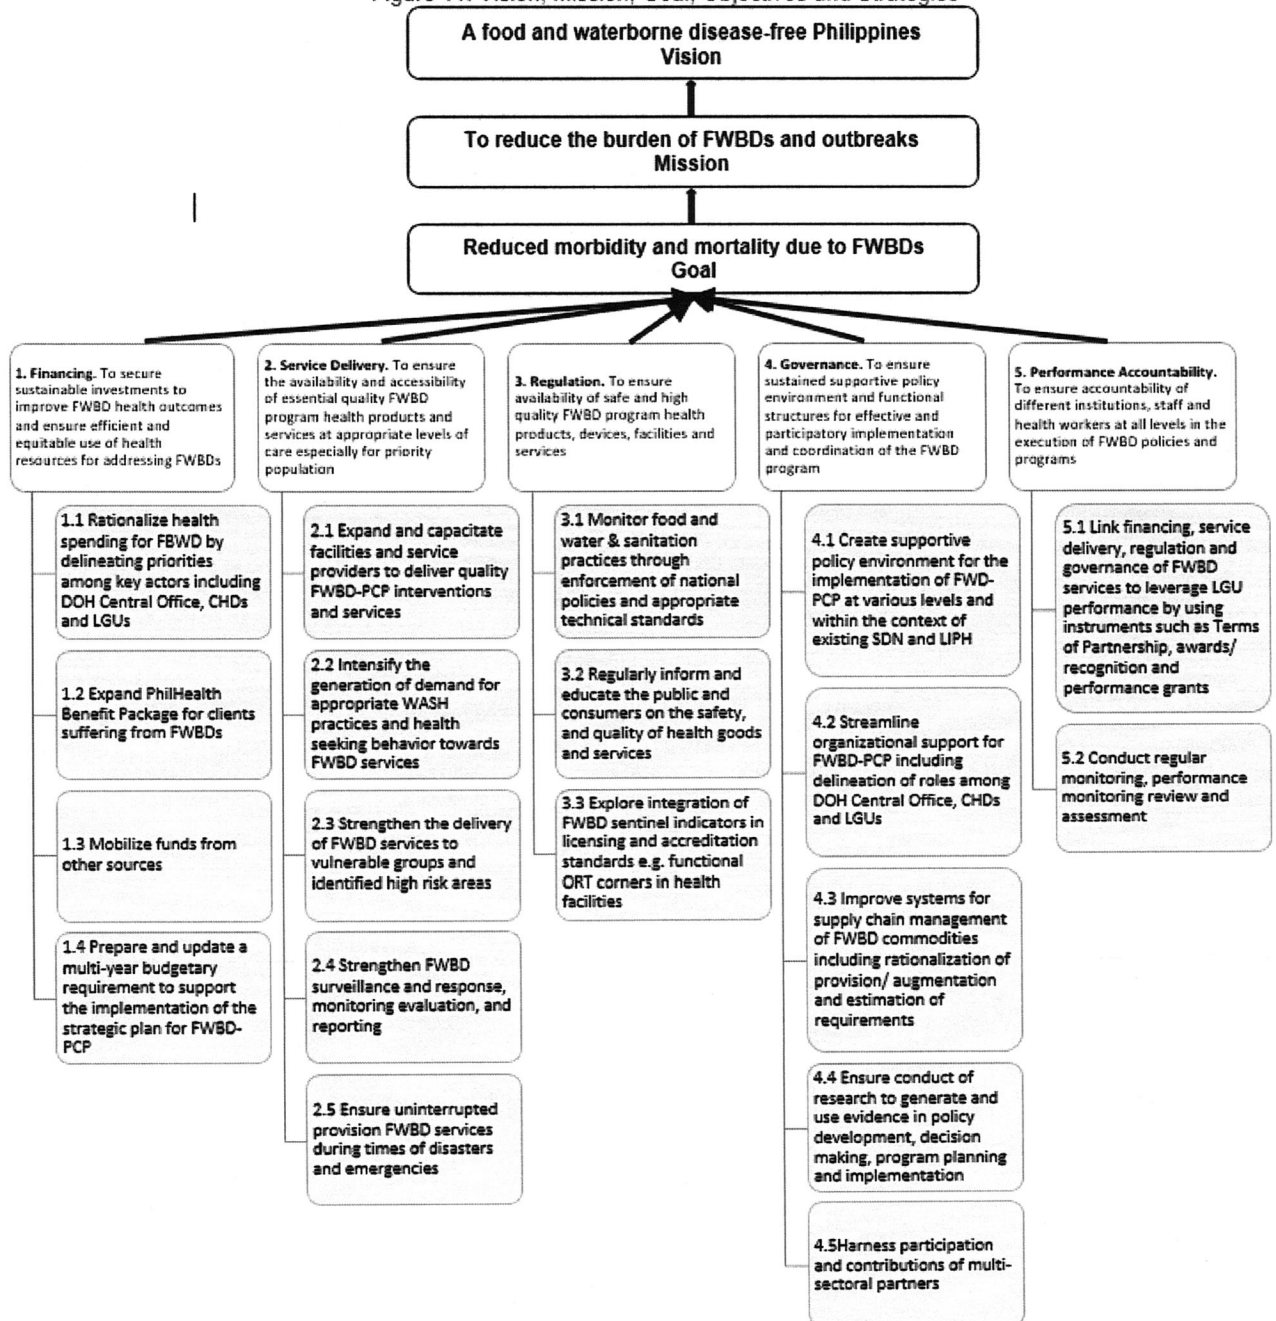 A food and waterborne disease-free Philippines
Vision
To reduce the burden of FWBDs and outbreaks
Mission
Reduced morbidity and mortality due to FWBDs
Goal
1. Financing. To secure
sustainable investments to
improve FWBD health outcomes
and ensure efficient and
equitable use of health
resources for addressing FWBDs
1.1 Rationalize health
spending for FBWD by
delineating priorities
among key actors including
DOH Central Office, CHDs
and LGUs
1.2 Expand PhilHealth
Benefit Package for clients
suffering from FWBDs
1.3 Mobilize funds from
other sources
1.4 Prepare and update a
multi-year budgetary
requirement to support
the implementation of the
strategic plan for FWBD-
PCP
2. Service Delivery. To ensure
the availability and accessibility
of essential quality FWBD
program health products and
services at appropriate levels of
care especially for priority
population
2.1 Expand and capacitate
facilities and service
providers to deliver quality
FWBD-PCP interventions
and services
2.2 Intensify the
generation of demand for
appropriate WASH
practices and health
seeking behavior towards
FWBD services
2.3 Strengthen the delivery
of FWBD services to
vulnerable groups and
identified high risk areas
2.4 Strengthen FWBD
surveillance and response,
monitoring evaluation, and
reporting
2.5 Ensure uninterrupted
provision FWBD services
during times of disasters
and emergencies
3. Regulation. To ensure
availability of safe and high
quality FWBD program health
products, devices, facilities and
services
3.1 Monitor food and
water & sanitation
practices through
enforcement of national
policies and appropriate
technical standards
3.2 Regularly inform and
educate the public and
consumers on the safety,
and quality of health goods
and services
3.3 Explore integration of
FWBD sentinel indicators in
licensing and accreditation
standards e.g. functional
ORT corners in health
facilities
4. Governance. To ensure
sustained supportive policy
environment and functional
structures for effective and
participatory implementation
and coordination of the FWBD
program
4.1 Create supportive
policy environment for the
implementation of FWD-
PCP at various levels and
within the context of
existing SDN and LIPH
4.2 Streamline
organizational support for
FWBD-PCP including
delineation of roles among
DOH Central Office, CHDs
and LGUs
4.3 Improve systems for
supply chain management
of FWBD commodities
including rationalization of
provision/ augmentation
and estimation of
requirements
4.4 Ensure conduct of
research to generate and
use evidence in policy
development, decision
making, program planning
and implementation
4.5Harness participation
and contributions of multi-
sectoral partners
5. Performance Accountability.
To ensure accountability of
different institutions, staff and
health workers at all levels in the
execution of FWBD policies and
programs
5.1 Link financing, service
delivery, regulation and
governance of FWBD
services to leverage LGU
performance by using
instruments such as Terms
of Partnership, awards/
recognition and
performance grants
5.2 Conduct regular
monitoring, performance
monitoring review and
assessment